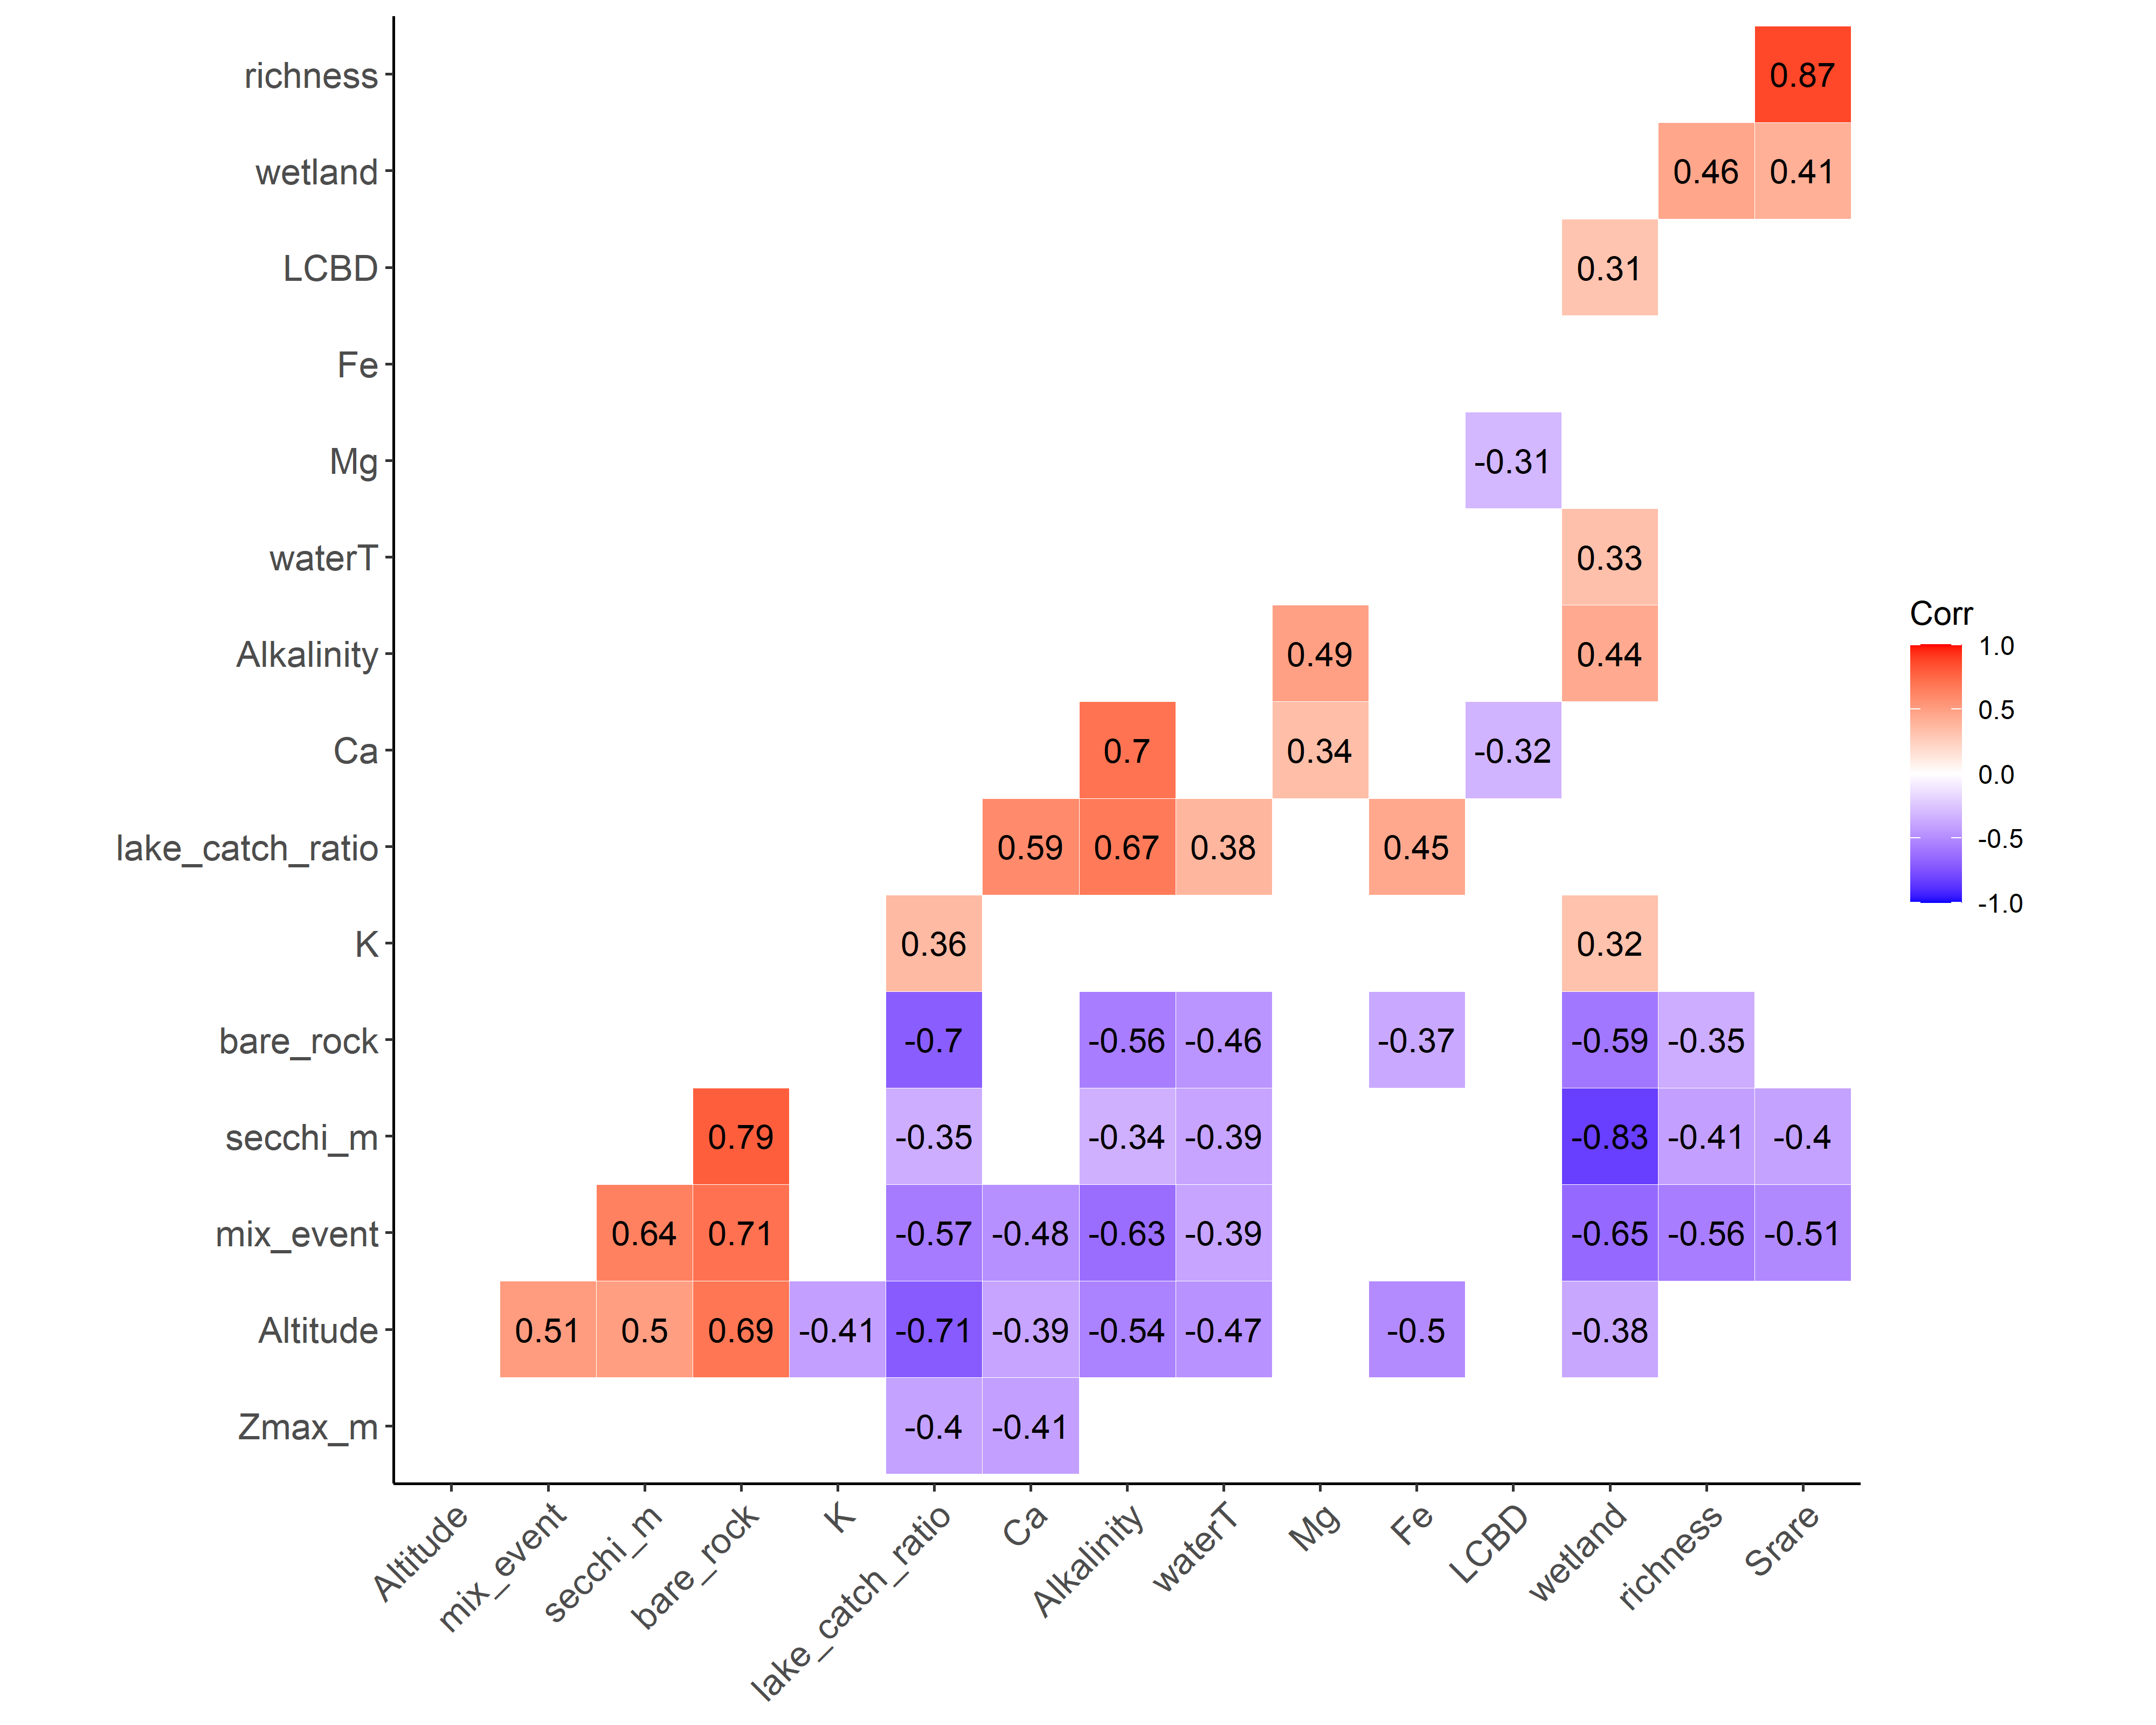 richness 0.87
wetland 0.46 0.41
LCBD 0.31
Fe
Mg -0.31
waterT 0.33
Alkalinity 0.49 0.44
Ca 0.7 0.34 -0.32
lake_catch_ratio 0.59 0.67 0.38 0.45
K 0.36 0.32
bare_rock -0.7 -0.56 -0.46 -0.37 -0.59 -0.35
secchi_m 0.79 -0.35 -0.34 -0.39 -0.83 -0.41 -0.4
mix_event 0.64 0.71 -0.57 -0.48 -0.63 -0.39 -0.65 -0.56 -0.51
Altitude 0.51 0.5 0.69 -0.41 -0.71 -0.39 -0.54 -0.47 -0.5 -0.38
Zmax_m -0.4 -0.41
Altitude mix_event secchi_m bare_rock K lake_catch_ratio Ca Alkalinity waterT Mg Fe LCBD wetland richness Srare
Corr
1.0
0.5
0.0
-0.5
-1.0